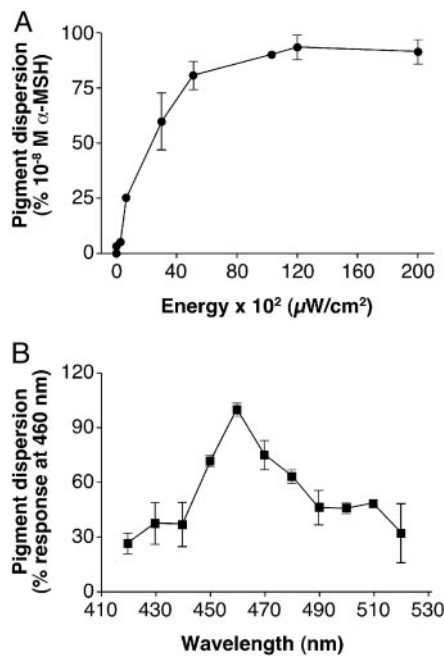 A
Pigment dispersion
(% 10⁻⁸ M α-MSH)
100
75
50
25
0
0 40 80 120 160 200
Energy x 10² (µW/cm²)
B
Pigment dispersion
(% response at 460 nm)
120
90
60
30
0
410 430 450 470 490 510 530
Wavelength (nm)